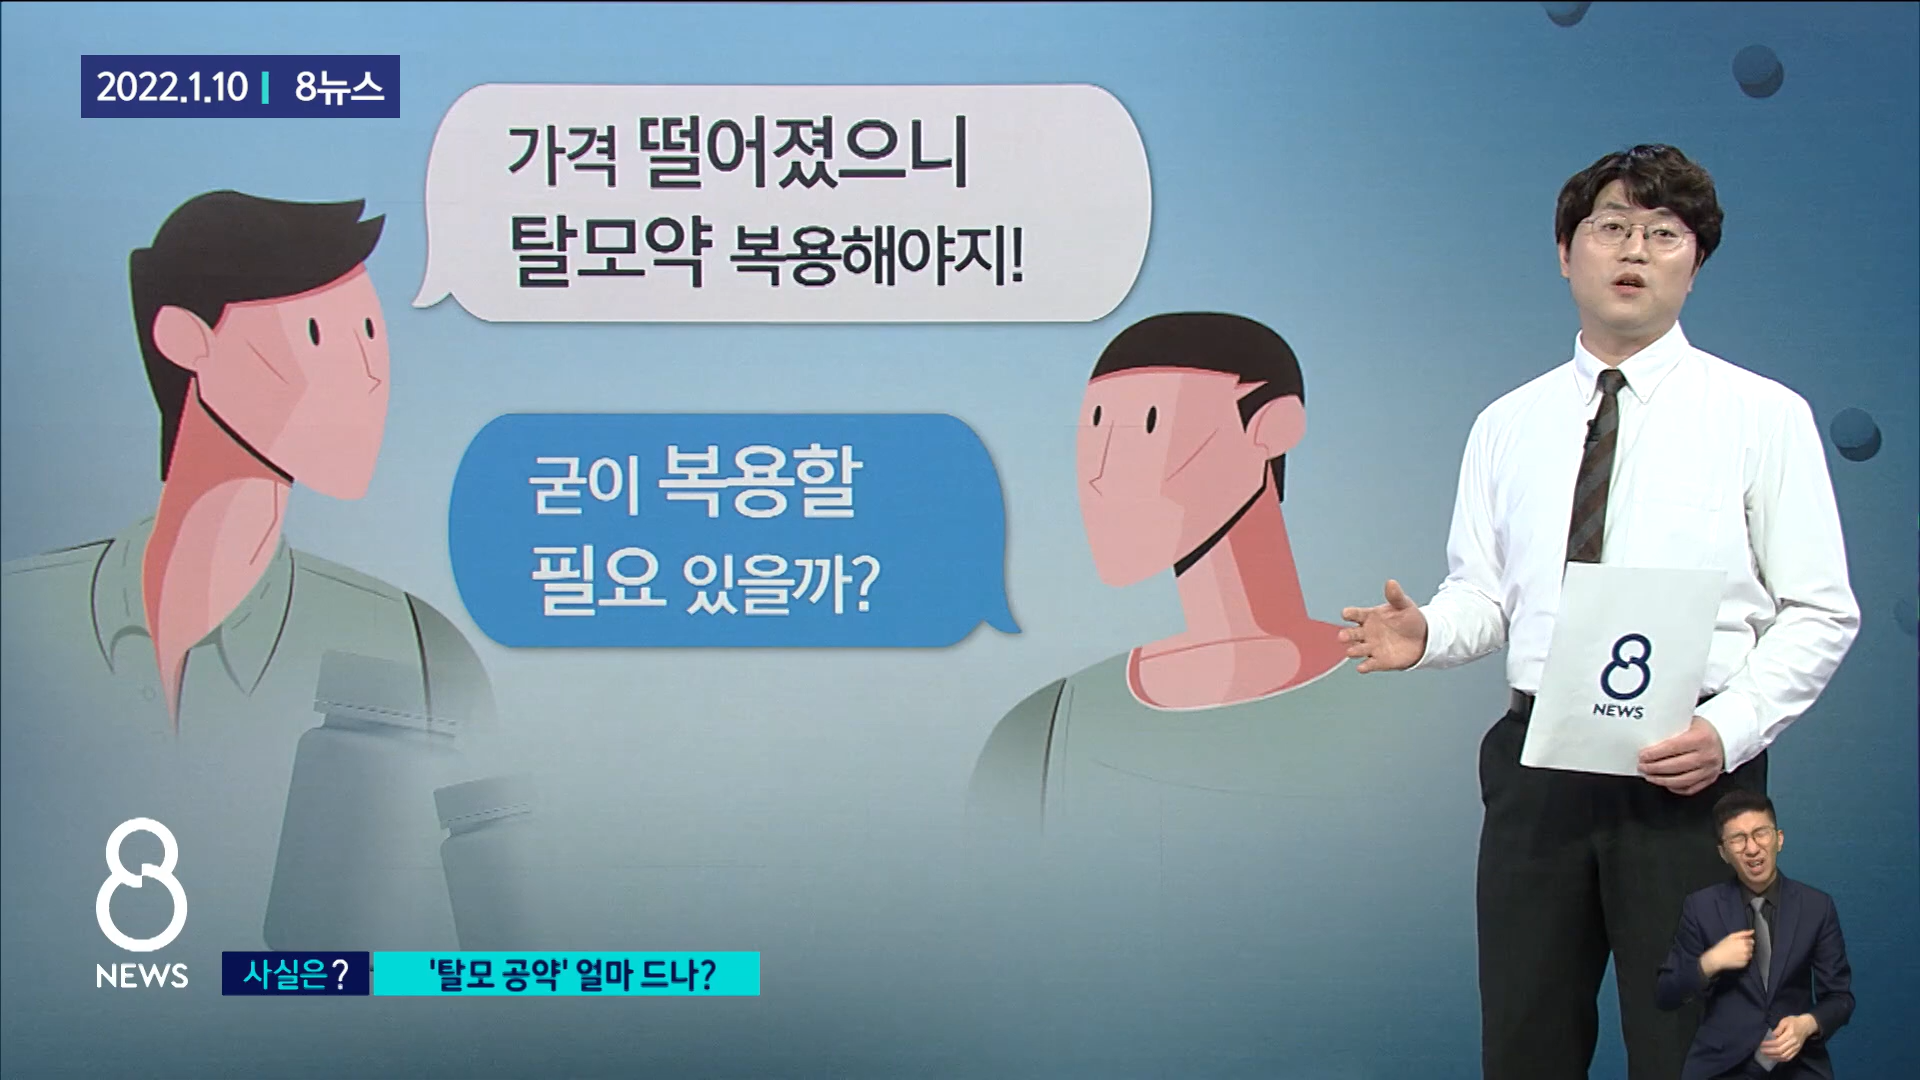 2022.1.10 | 8뉴스
가격 떨어졌으니
탈모약 복용해야지!
굳이 복용할
필요 있을까?
8
NEWS
8
NEWS
사실은? '탈모 공약' 얼마 드나?